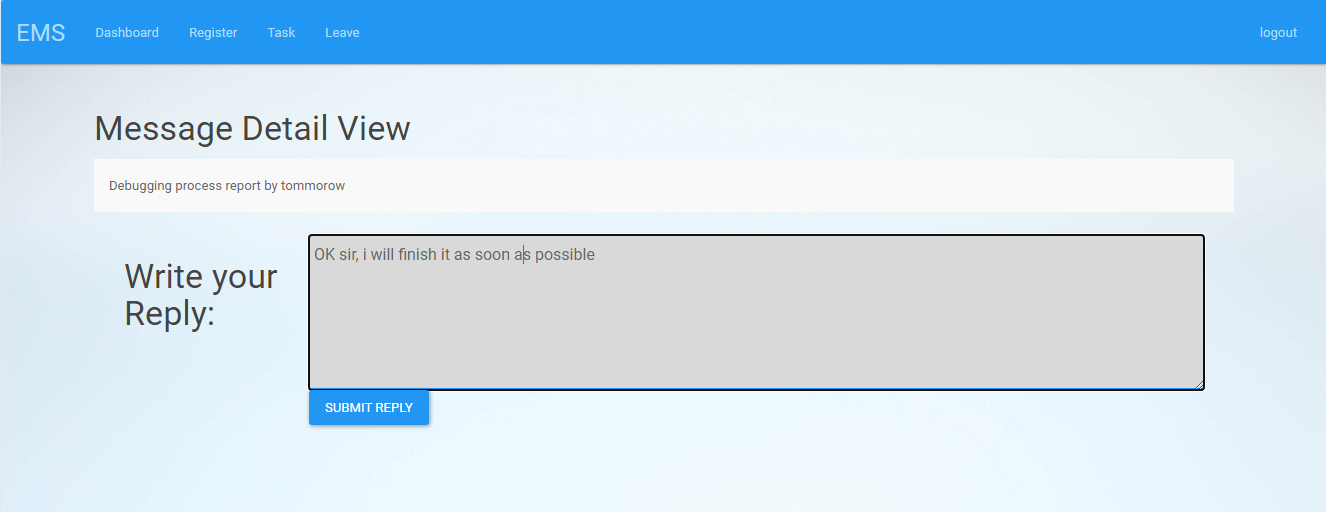 EMS Dashboard Register Task Leave logout
Message Detail View
Debugging process report by tommorow
Write your
Reply:
OK sir, i will finish it as soon as possible
SUBMIT REPLY